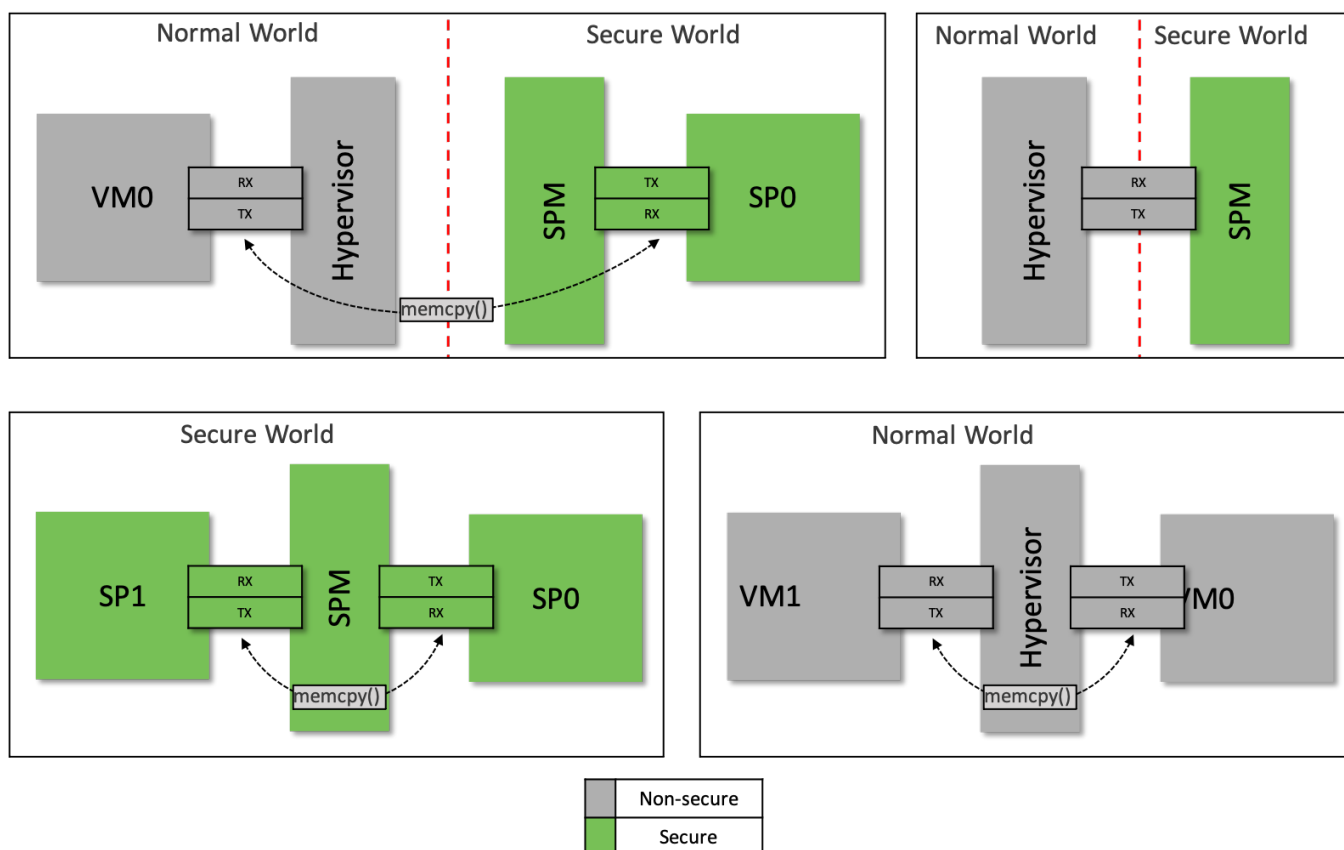 Normal World
Secure World
VM0
RX
TX
Hypervisor
SPM
TX
RX
SP0
memcpy()
Normal World
Secure World
Hypervisor
RX
TX
SPM
Secure World
SP1
RX
TX
SPM
TX
RX
SP0
memcpy()
Normal World
VM1
RX
TX
Hypervisor
TX
RX
VM0
memcpy()
Non-secure
Secure